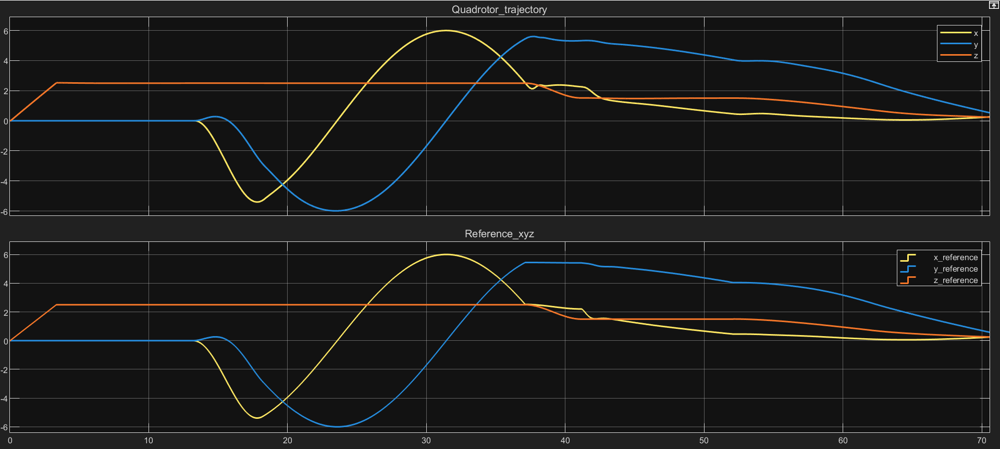 Quadrotor_trajectory
6
4
2
0
-2
-4
-6
x
y
z
Reference_xyz
6
4
2
0
-2
-4
-6
x_reference
y_reference
z_reference
0 10 20 30 40 50 60 70